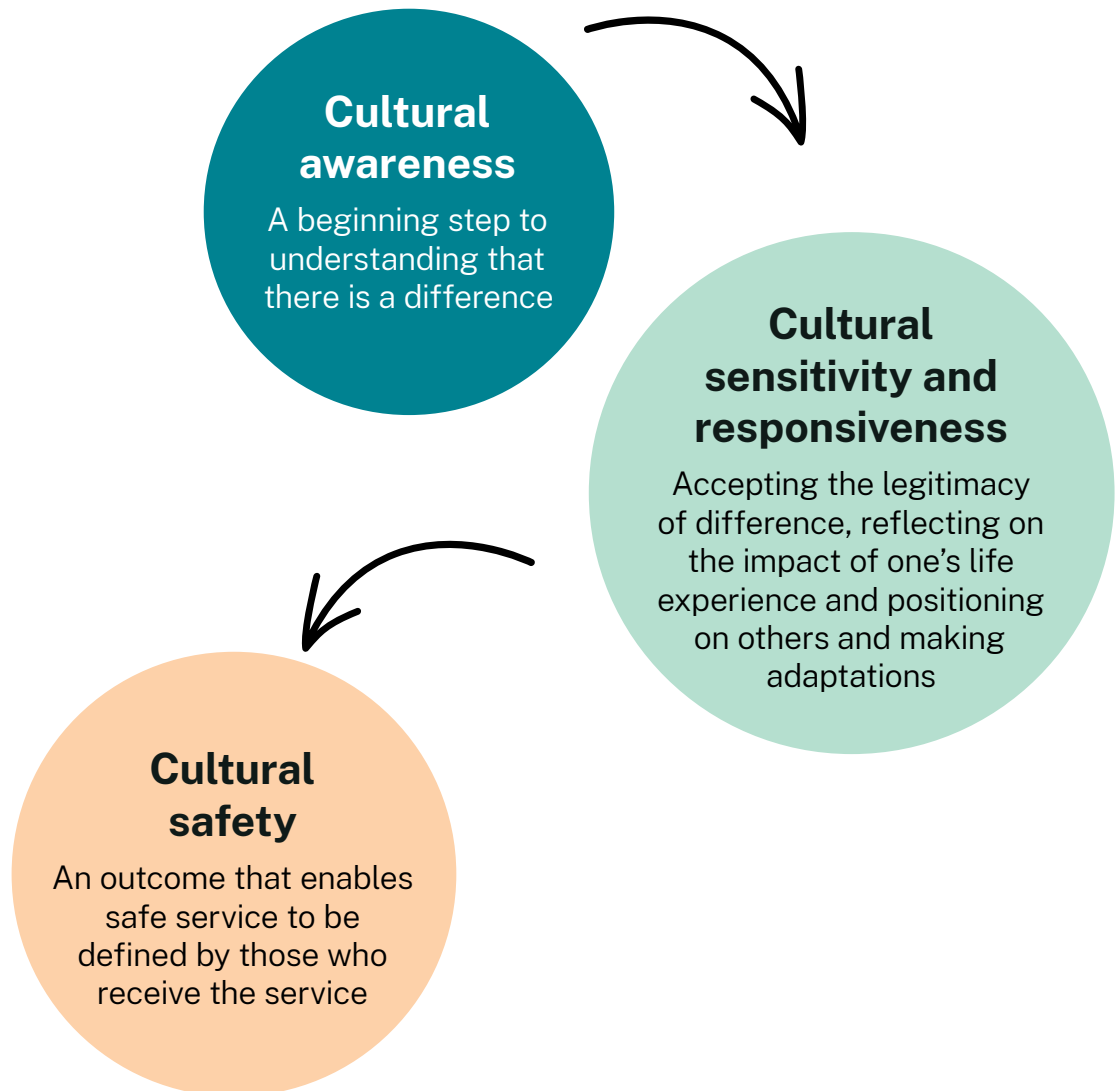 Cultural
awareness
A beginning step to
understanding that
there is a difference
Cultural
sensitivity and
responsiveness
Accepting the legitimacy
of difference, reflecting on
the impact of one’s life
experience and positioning
on others and making
adaptations
Cultural
safety
An outcome that enables
safe service to be
defined by those who
receive the service